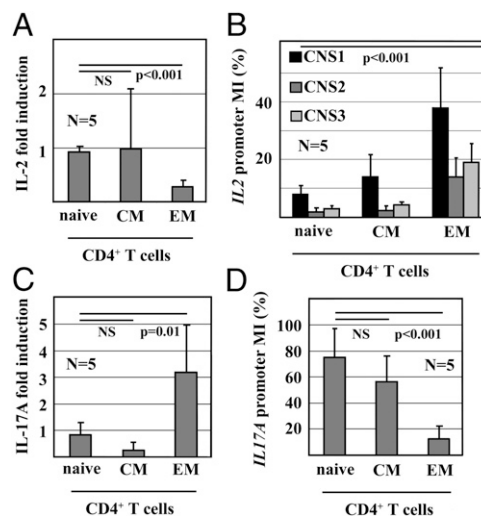 A
IL-2 fold induction
p<0.001
NS
2
N=5
1
naive CM EM
CD4⁺ T cells
B
IL2 promoter MI (%)
p<0.001
CNS1
CNS2
CNS3
40
N=5
20
naive CM EM
CD4⁺ T cells
C
IL-17A fold induction
NS p=0.01
5
4
N=5
3
2
1
naive CM EM
CD4⁺ T cells
D
IL17A promoter MI (%)
NS p<0.001
100
80
N=5
60
40
20
naive CM EM
CD4⁺ T cells